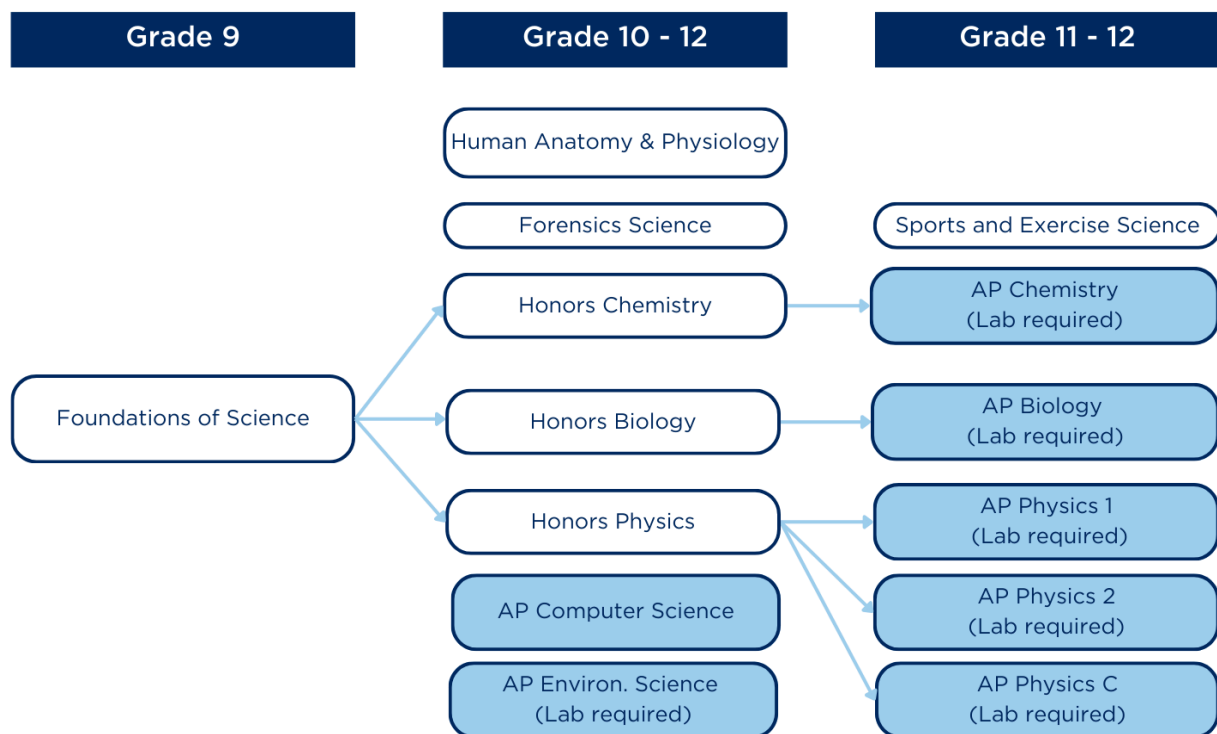 Grade 9
Grade 10 - 12
Grade 11 - 12
Human Anatomy & Physiology
Forensics Science
Sports and Exercise Science
Honors Chemistry
AP Chemistry
(Lab required)
Foundations of Science
Honors Biology
AP Biology
(Lab required)
Honors Physics
AP Physics 1
(Lab required)
AP Computer Science
AP Physics 2
(Lab required)
AP Environ. Science
(Lab required)
AP Physics C
(Lab required)